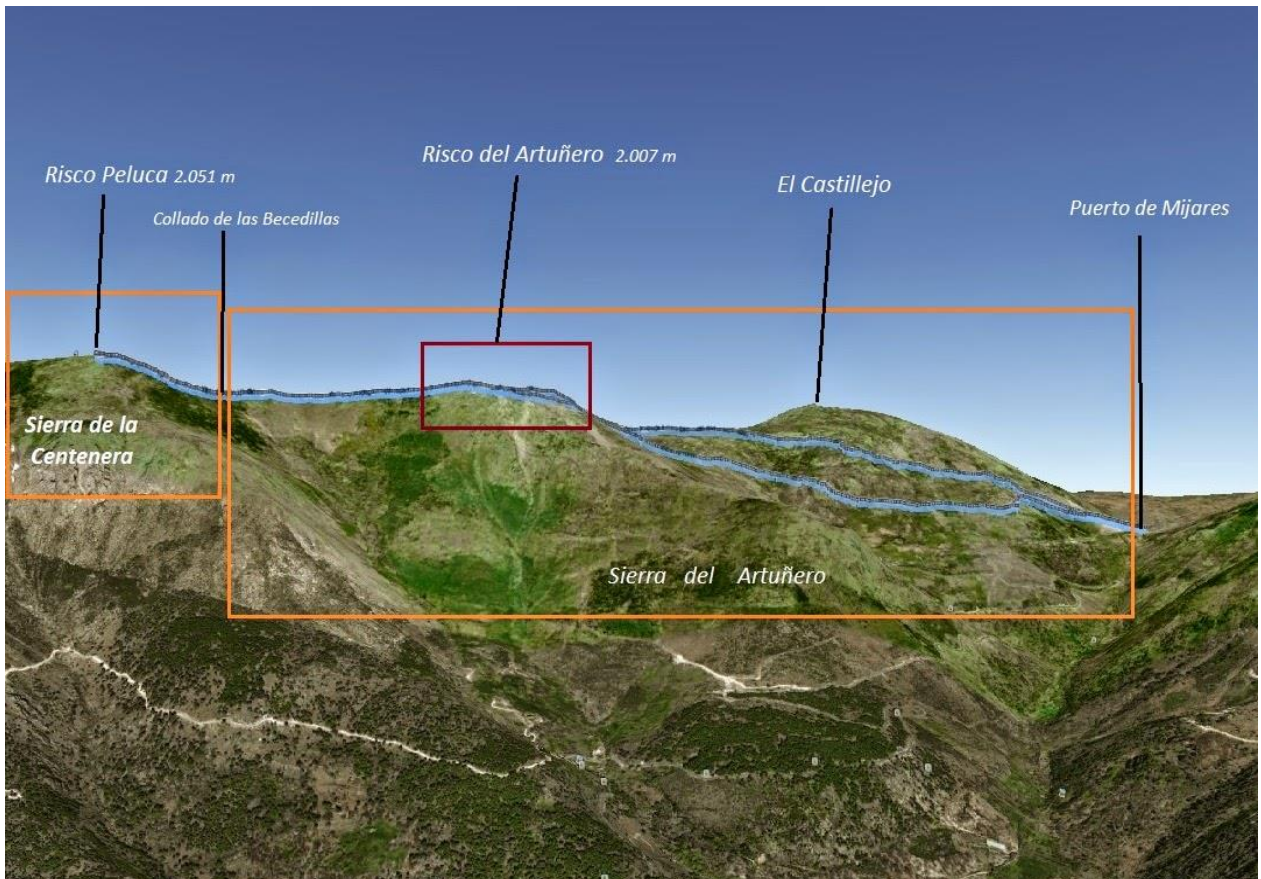 Risco del Artuñero 2.007 m
Risco Peluca 2.051 m
El Castillejo
Collado de las Becedillas
Puerto de Mijares
Sierra de la
Centenera
Sierra del Artuñero